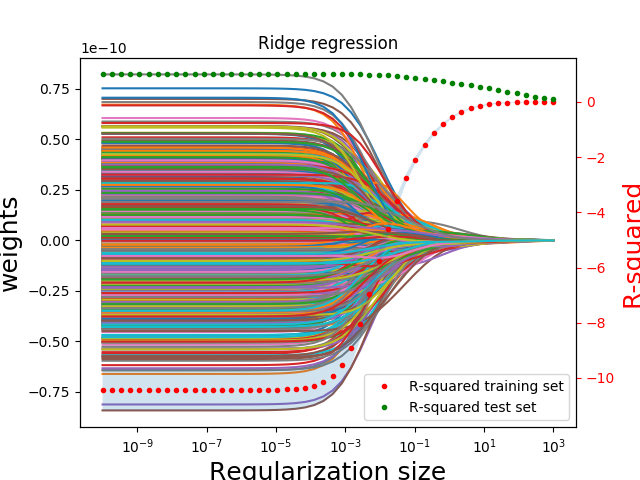 Ridge regression
1e−10
0.75
0.50
0.25
0.00
−0.25
−0.50
−0.75
weights
0
−2
−4
−6
−8
−10
R-squared
R-squared training set
R-squared test set
10⁻⁹
10⁻⁷
10⁻⁵
10⁻³
10⁻¹
10¹
10³
Regularization size